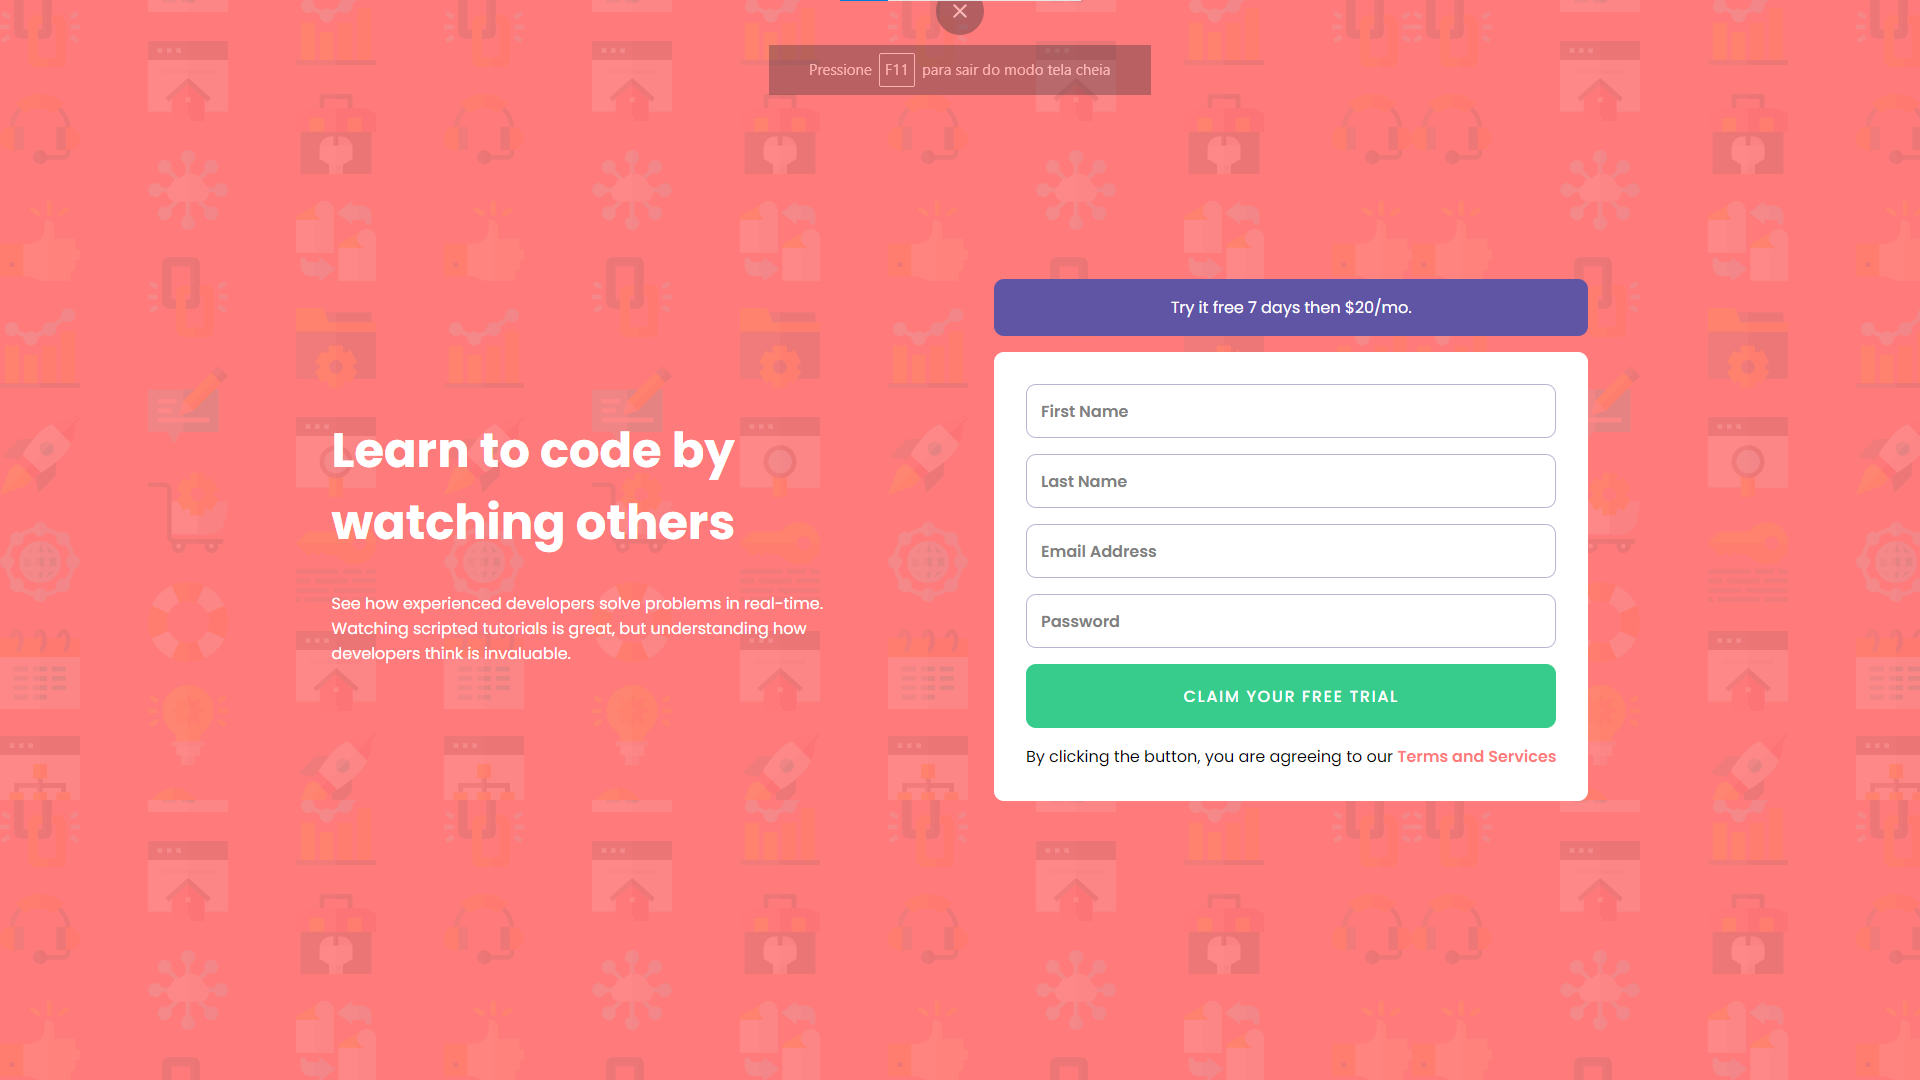 Pressione F11 para sair do modo tela cheia
Learn to code by
watching others
See how experienced developers solve problems in real-time.
Watching scripted tutorials is great, but understanding how
developers think is invaluable.
Try it free 7 days then $20/mo.
First Name
Last Name
Email Address
Password
CLAIM YOUR FREE TRIAL
By clicking the button, you are agreeing to our Terms and Services